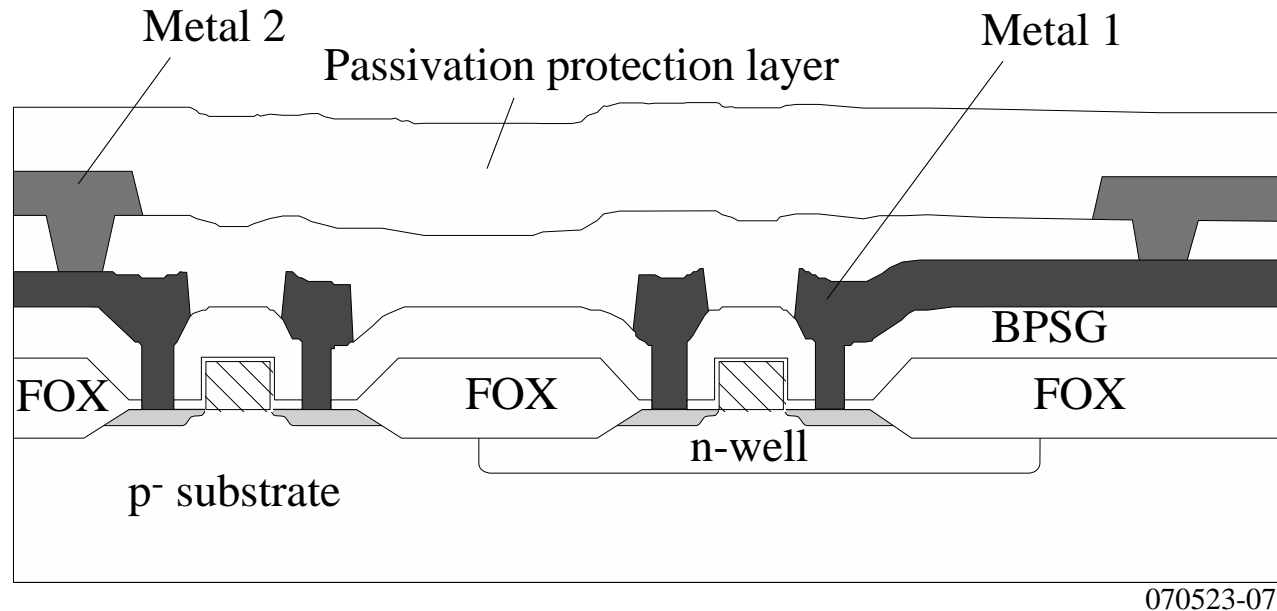 Metal 2
Metal 1
Passivation protection layer
BPSG
FOX
FOX
FOX
n-well
p- substrate
070523-07